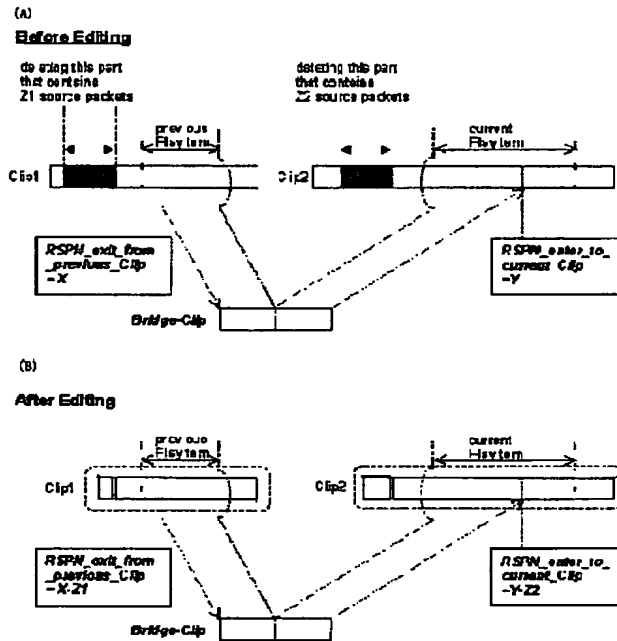 (A)
Before Editing
deleting this part
that contains
Z1 source packets
deleting this part
that contains
Z2 source packets
previous
PlayItem
current
PlayItem
Clip1
Clip2
RSPN_exit_from
_previous_Clip
=X
RSPN_enter_to_
current_Clip
=Y
Bridge-Clip
(B)
After Editing
previous
PlayItem
current
PlayItem
Clip1
Clip2
RSPN_exit_from
_previous_Clip
=X-Z1
RSPN_enter_to_
current_Clip
=Y-Z2
Bridge-Clip